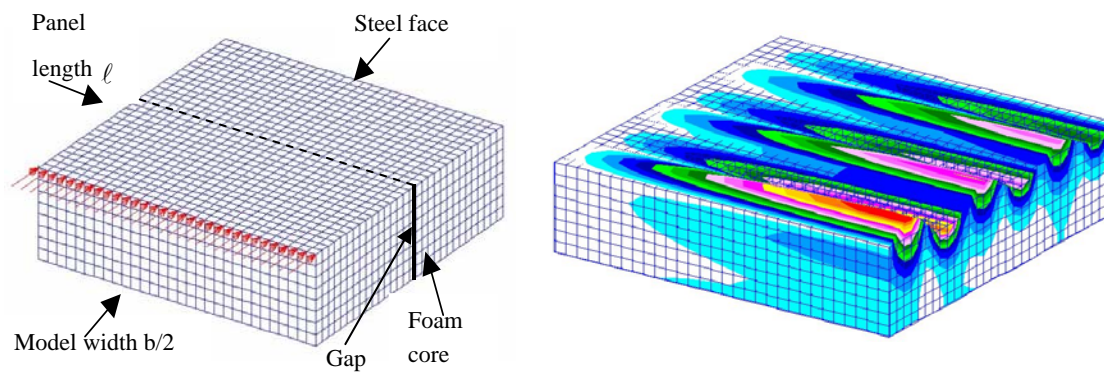 Panel
length ℓ
Steel face
Model width b/2
Gap
Foam
core